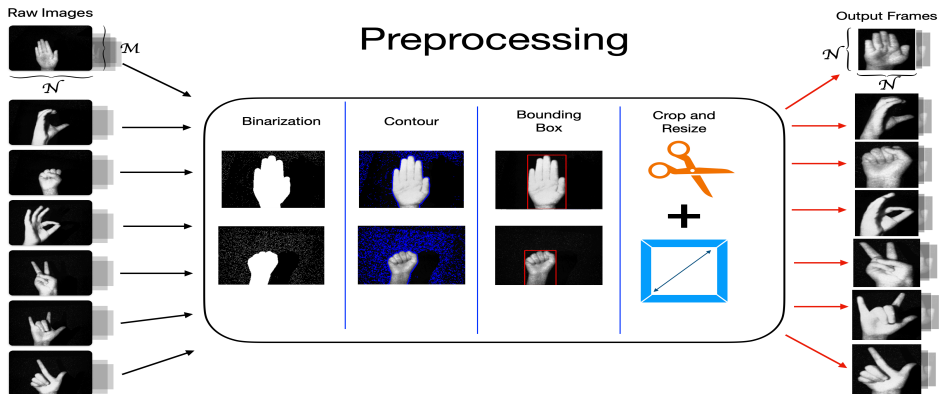 Raw Images
Preprocessing
Output Frames
M
N
N
N
Binarization
Contour
Bounding
Box
Crop and
Resize